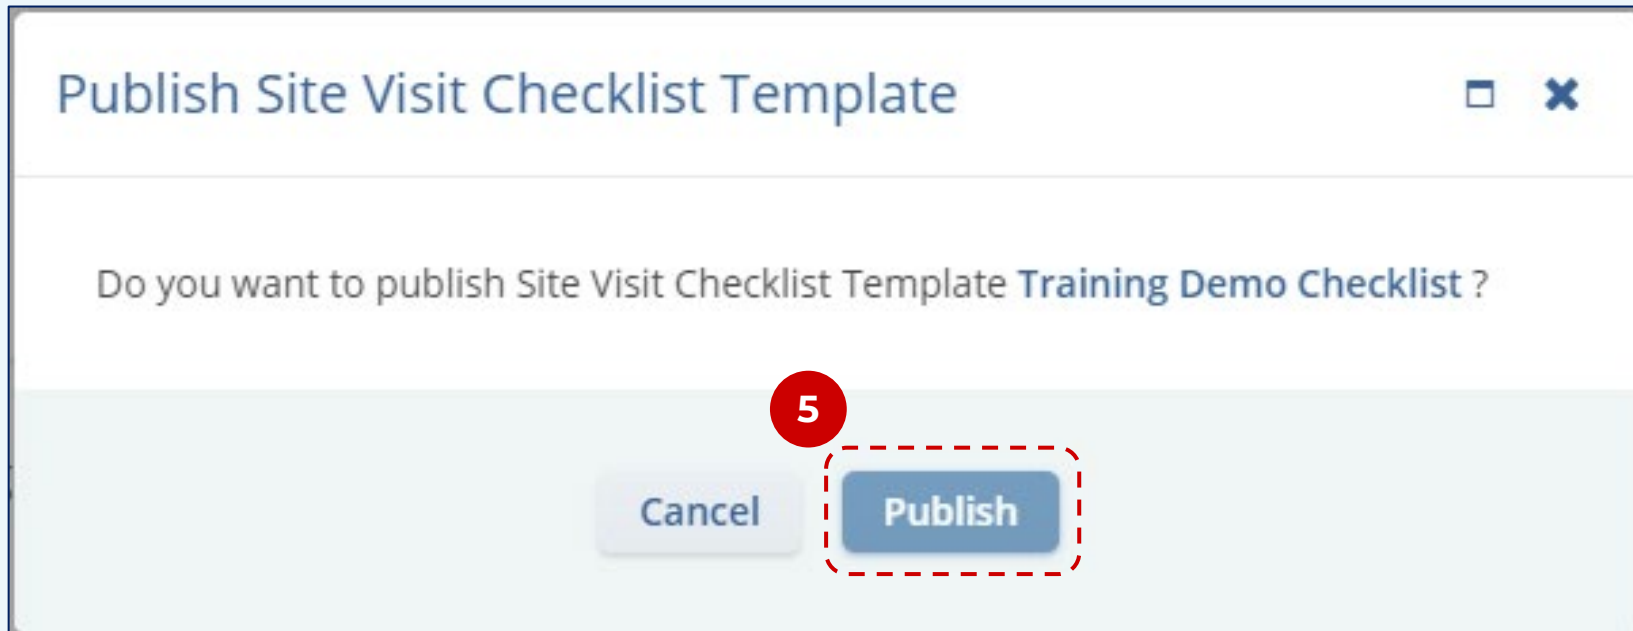 Publish Site Visit Checklist Template
Do you want to publish Site Visit Checklist Template Training Demo Checklist ?
5
Cancel
Publish